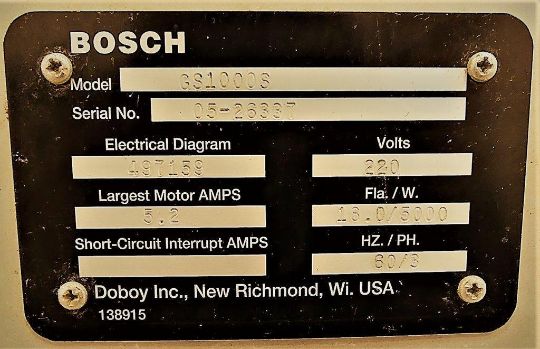 BOSCH
Model GS1000S
Serial No. 05-26337
Electrical Diagram Volts
497159 220
Largest Motor AMPS Fla. / W.
5.2 16.0/5000
Short-Circuit Interrupt AMPS HZ. / PH.
60/3
Doboy Inc., New Richmond, Wi. USA
138915